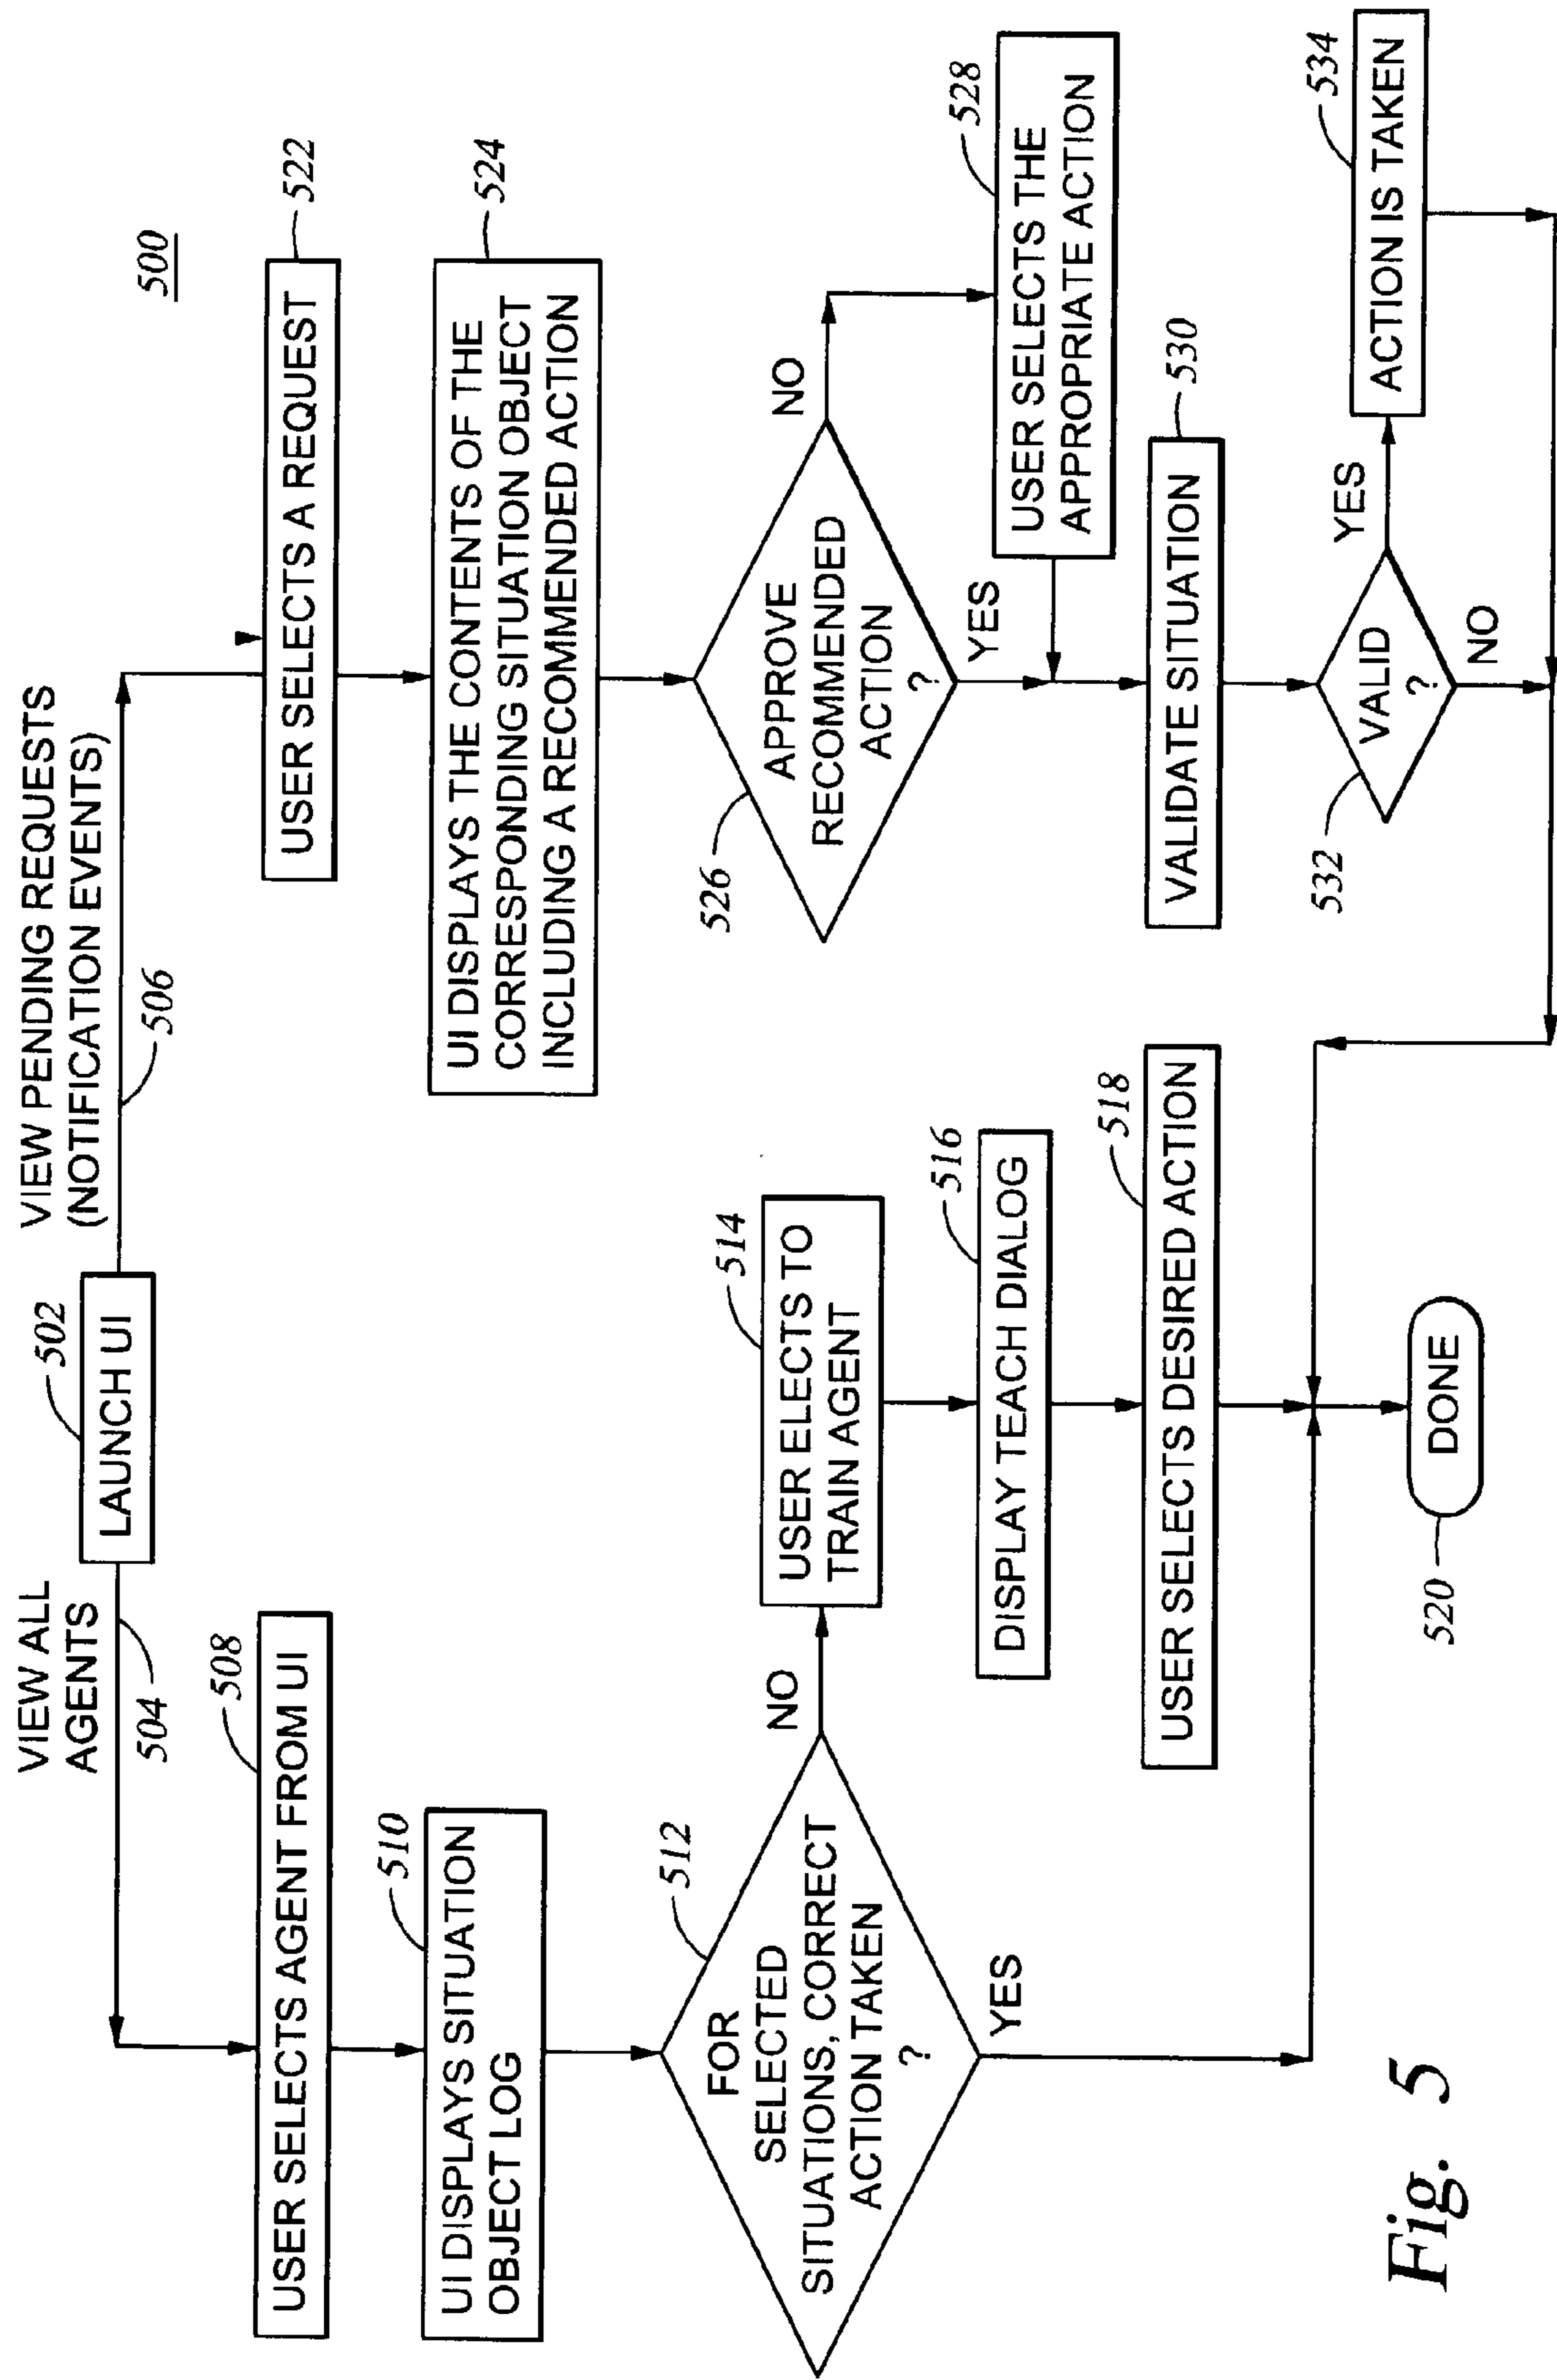 500
502
LAUNCH UI
VIEW ALL
AGENTS
504
VIEW PENDING REQUESTS
(NOTIFICATION EVENTS)
506
508
USER SELECTS AGENT FROM UI
510
UI DISPLAYS SITUATION
OBJECT LOG
512
FOR
SELECTED
SITUATIONS, CORRECT
ACTION TAKEN
?
NO
YES
514
USER ELECTS TO
TRAIN AGENT
516
DISPLAY TEACH DIALOG
518
USER SELECTS DESIRED ACTION
520
DONE
522
USER SELECTS A REQUEST
524
UI DISPLAYS THE CONTENTS OF THE
CORRESPONDING SITUATION OBJECT
INCLUDING A RECOMMENDED ACTION
526
APPROVE
RECOMMENDED
ACTION
?
NO
YES
528
USER SELECTS THE
APPROPRIATE ACTION
530
VALIDATE SITUATION
532
VALID
?
YES
NO
534
ACTION IS TAKEN
Fig. 5